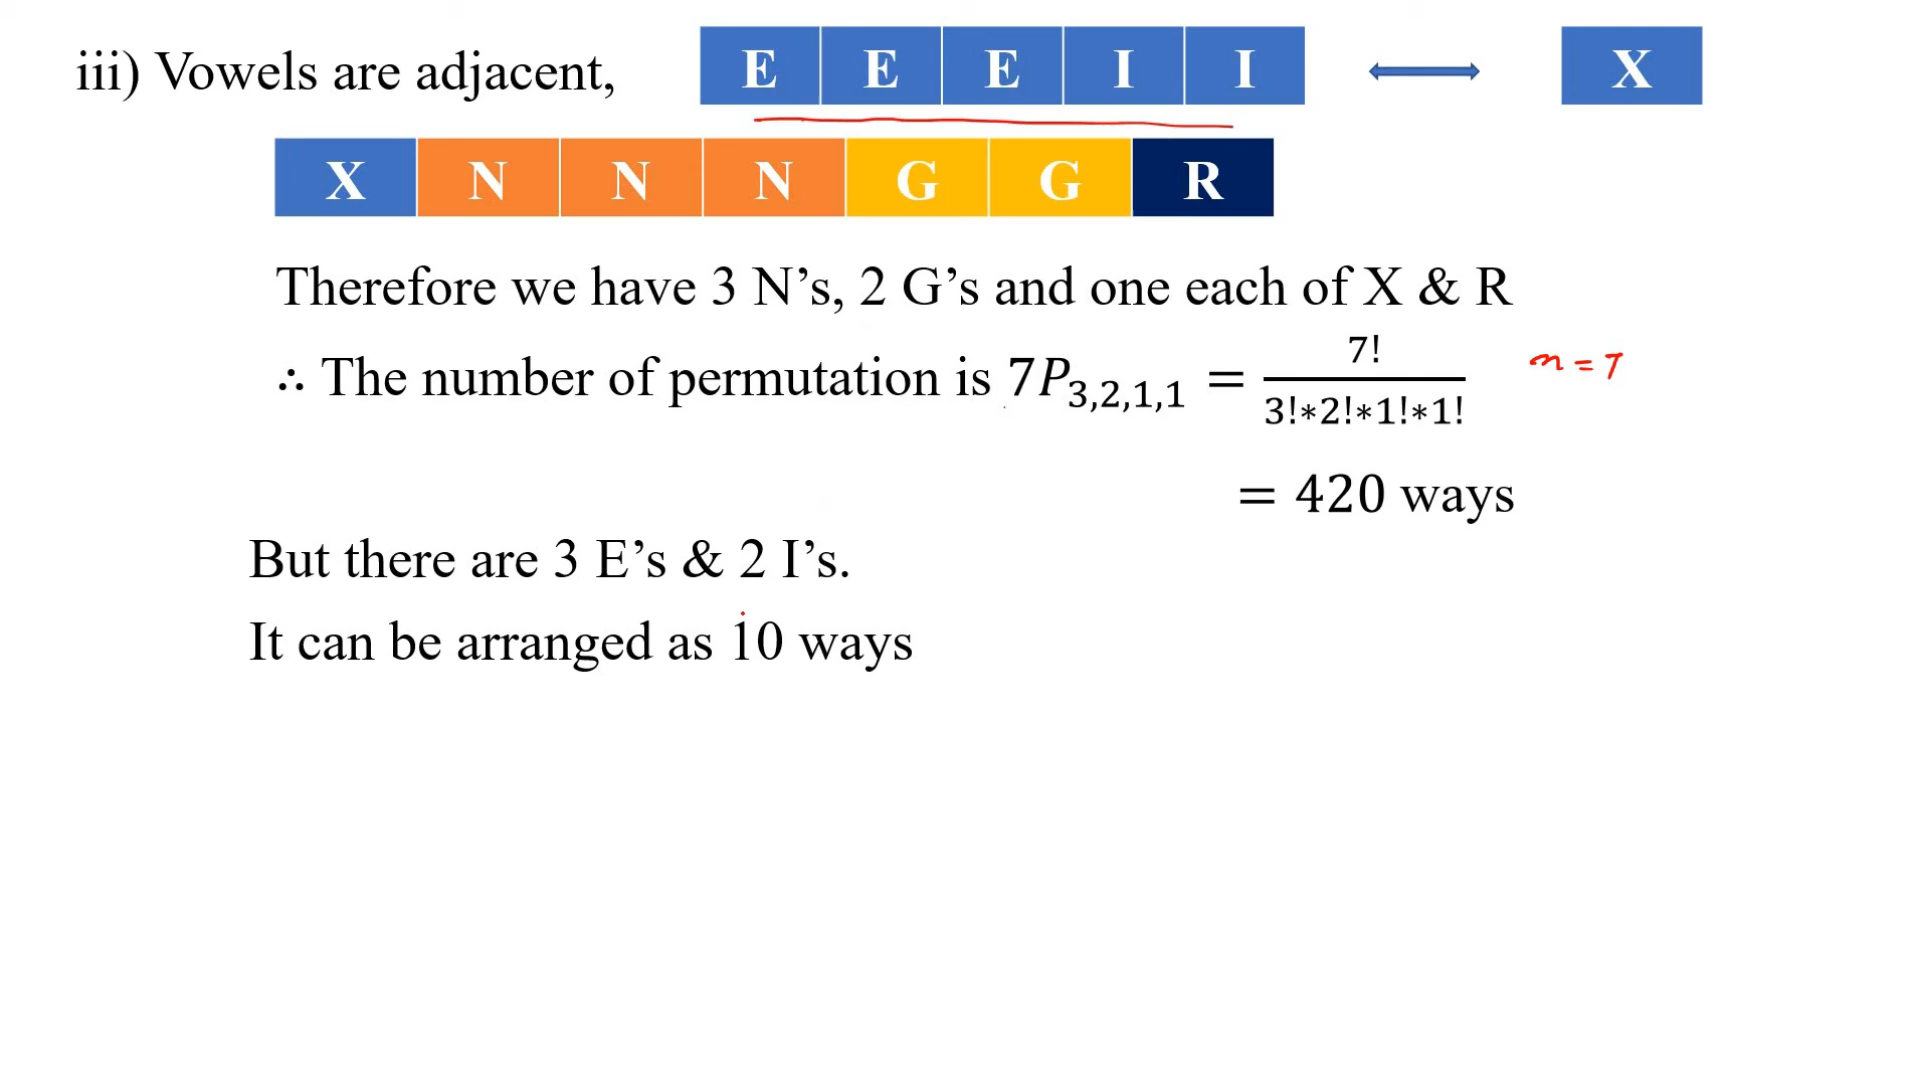 iii) Vowels are adjacent, E E E I I X
X N N N G G R
Therefore we have 3 N’s, 2 G’s and one each of X & R
∴ The number of permutation is 7P₃,₂,₁,₁ = 7!/(3!∗2!∗1!∗1!) n = 7
= 420 ways
But there are 3 E’s & 2 I’s.
It can be arranged as 10 ways